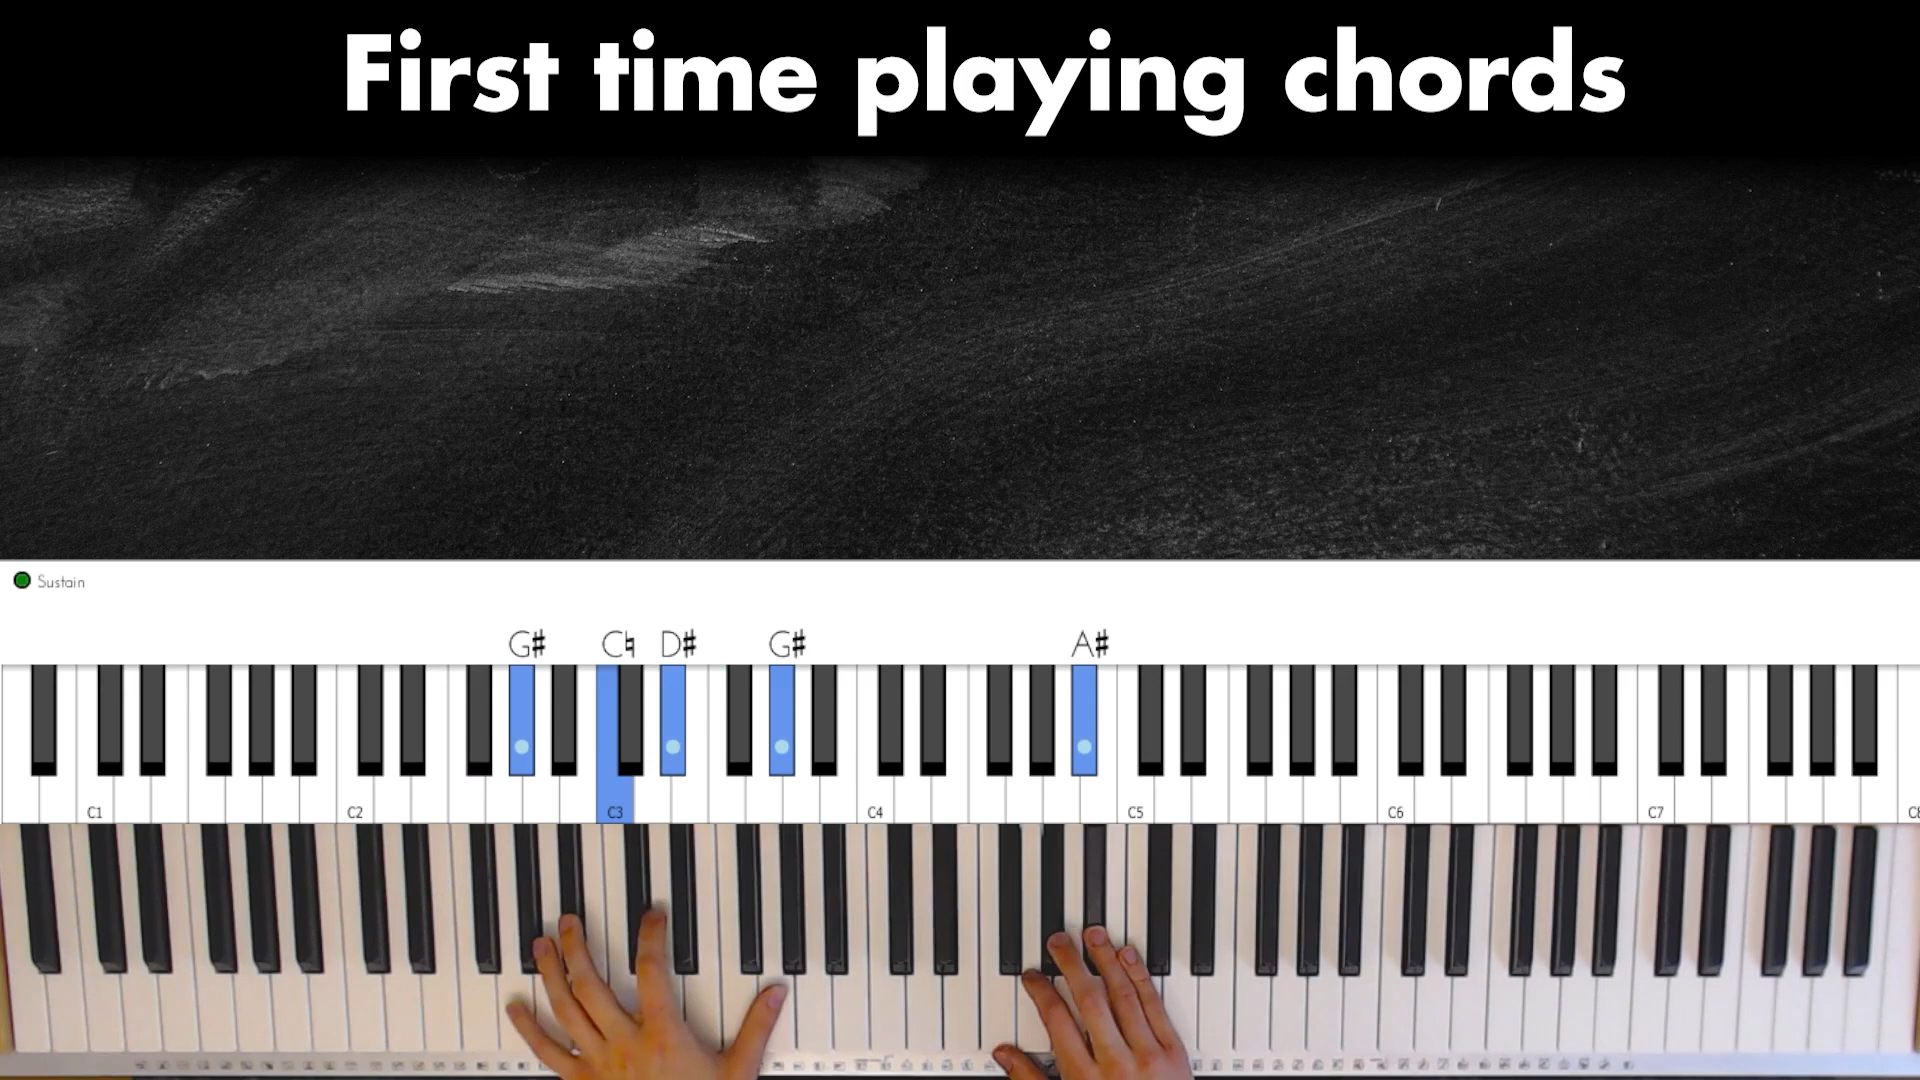 First time playing chords
Sustain
G♯ C♮ D♯ G♯ A♯
C1 C2 C3 C4 C5 C6 C7